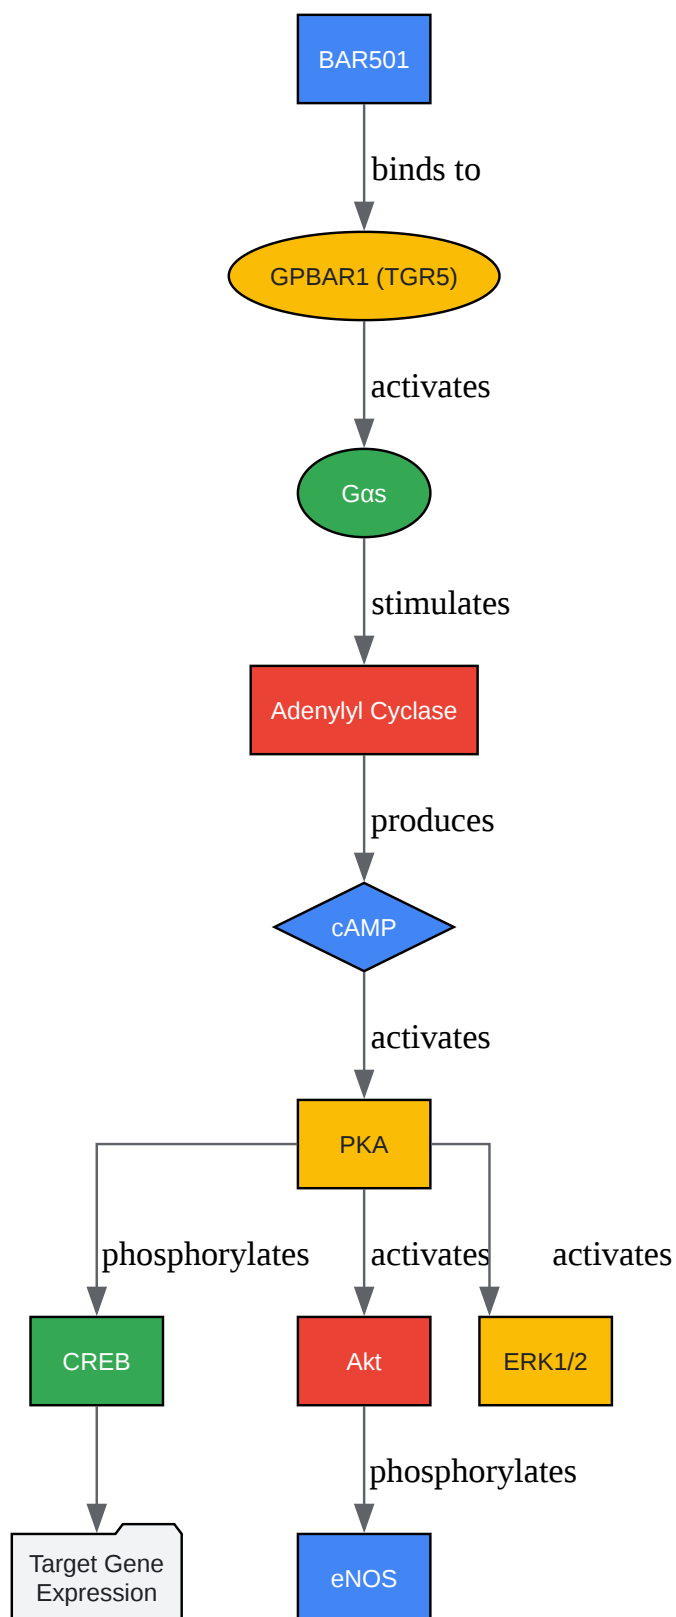 BAR501
binds to
GPBAR1 (TGR5)
activates
Gαs
stimulates
Adenylyl Cyclase
produces
cAMP
activates
PKA
phosphorylates
activates
activates
CREB
Akt
ERK1/2
phosphorylates
Target Gene
Expression
eNOS